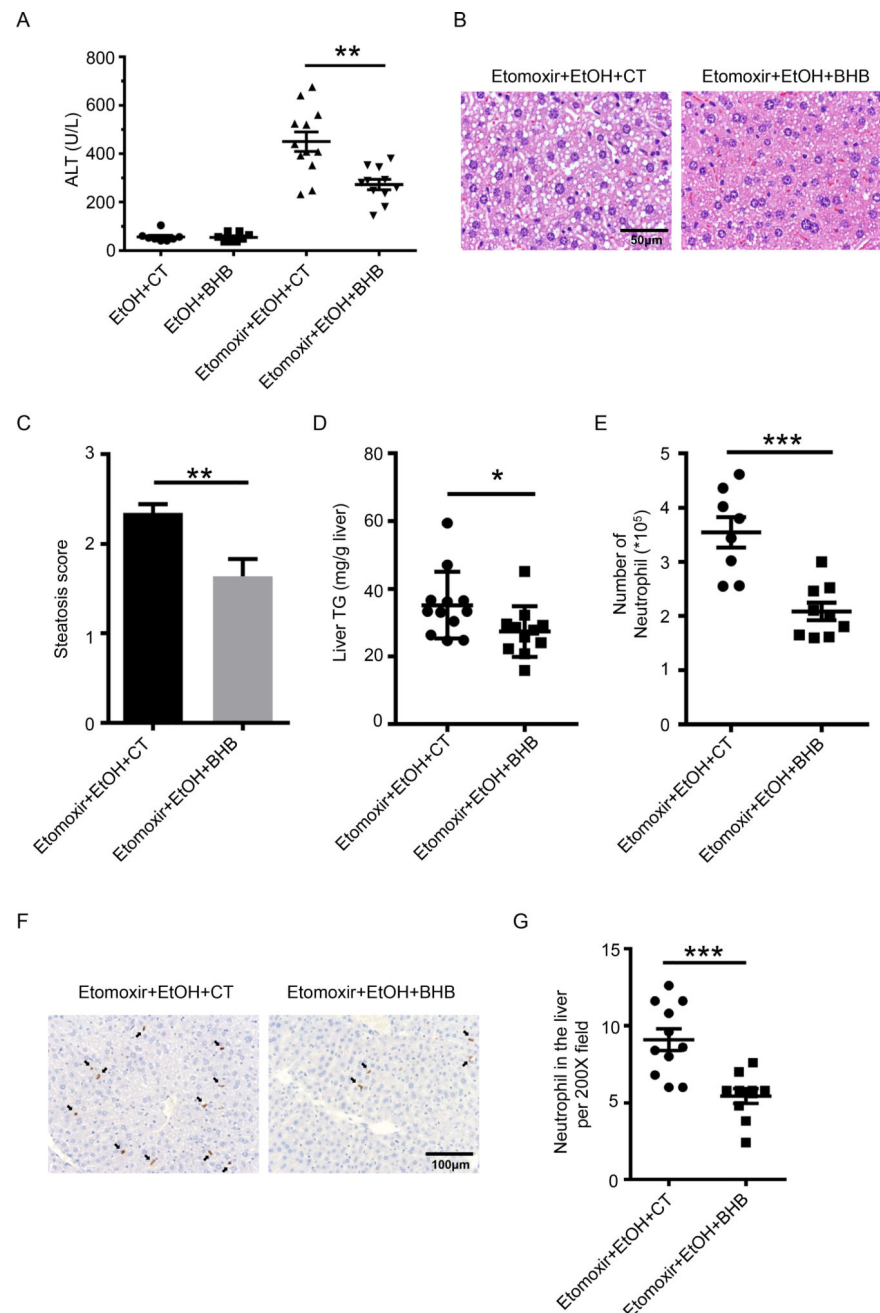 A
ALT (U/L)
800
600
400
200
0
**
EtOH+CT
EtOH+BHB
Etomoxir+EtOH+CT
Etomoxir+EtOH+BHB
B
Etomoxir+EtOH+CT
Etomoxir+EtOH+BHB
50μm
C
Steatosis score
3
2
1
0
**
Etomoxir+EtOH+CT
Etomoxir+EtOH+BHB
D
Liver TG (mg/g liver)
80
60
40
20
0
*
Etomoxir+EtOH+CT
Etomoxir+EtOH+BHB
E
Number of
Neutrophil (*10⁵)
5
4
3
2
1
0
***
Etomoxir+EtOH+CT
Etomoxir+EtOH+BHB
F
Etomoxir+EtOH+CT
Etomoxir+EtOH+BHB
100μm
G
Neutrophil in the liver
per 200X field
15
10
5
0
***
Etomoxir+EtOH+CT
Etomoxir+EtOH+BHB